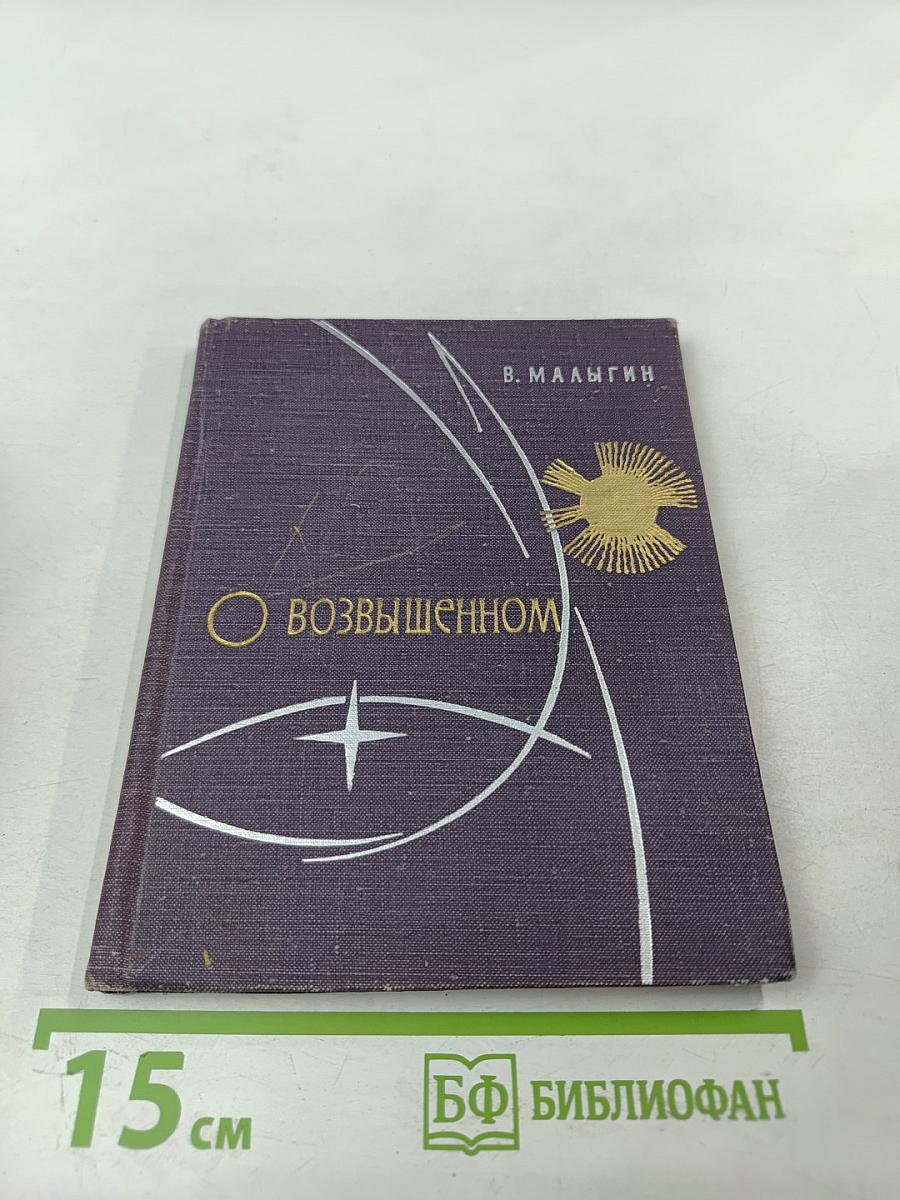 В. МАЛЫГИН
О ВОЗВЫШЕННОМ
15 см
БФ БИБЛИОФАН